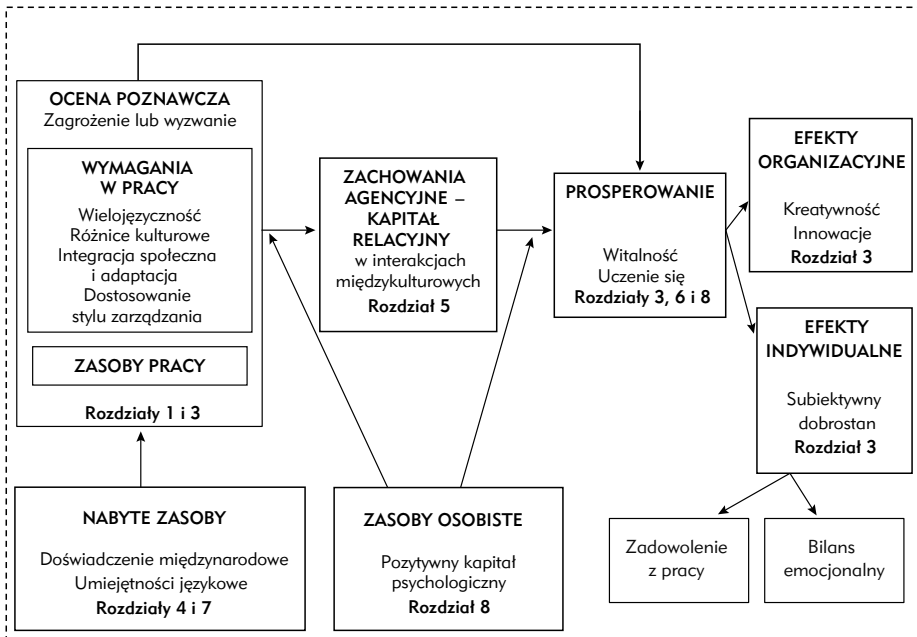 OCENA POZNAWCZA
Zagrożenie lub wyzwanie
WYMAGANIA
W PRACY
Wielojęzyczność
Różnice kulturowe
Integracja społeczna
i adaptacja
Dostosowanie
stylu zarządzania
ZASOBY PRACY
Rozdziały 1 i 3
ZACHOWANIA
AGENCYJNE –
KAPITAŁ
RELACYJNY
w interakcjach
międzykulturowych
Rozdział 5
PROSPEROWANIE
Witalność
Uczenie się
Rozdziały 3, 6 i 8
EFEKTY
ORGANIZACYJNE
Kreatywność
Innowacje
Rozdział 3
EFEKTY
INDYWIDUALNE
Subiektywny
dobrostan
Rozdział 3
NABYTE ZASOBY
Doświadczenie międzynarodowe
Umiejętności językowe
Rozdziały 4 i 7
ZASOBY OSOBISTE
Pozytywny kapitał
psychologiczny
Rozdział 8
Zadowolenie
z pracy
Bilans
emocjonalny